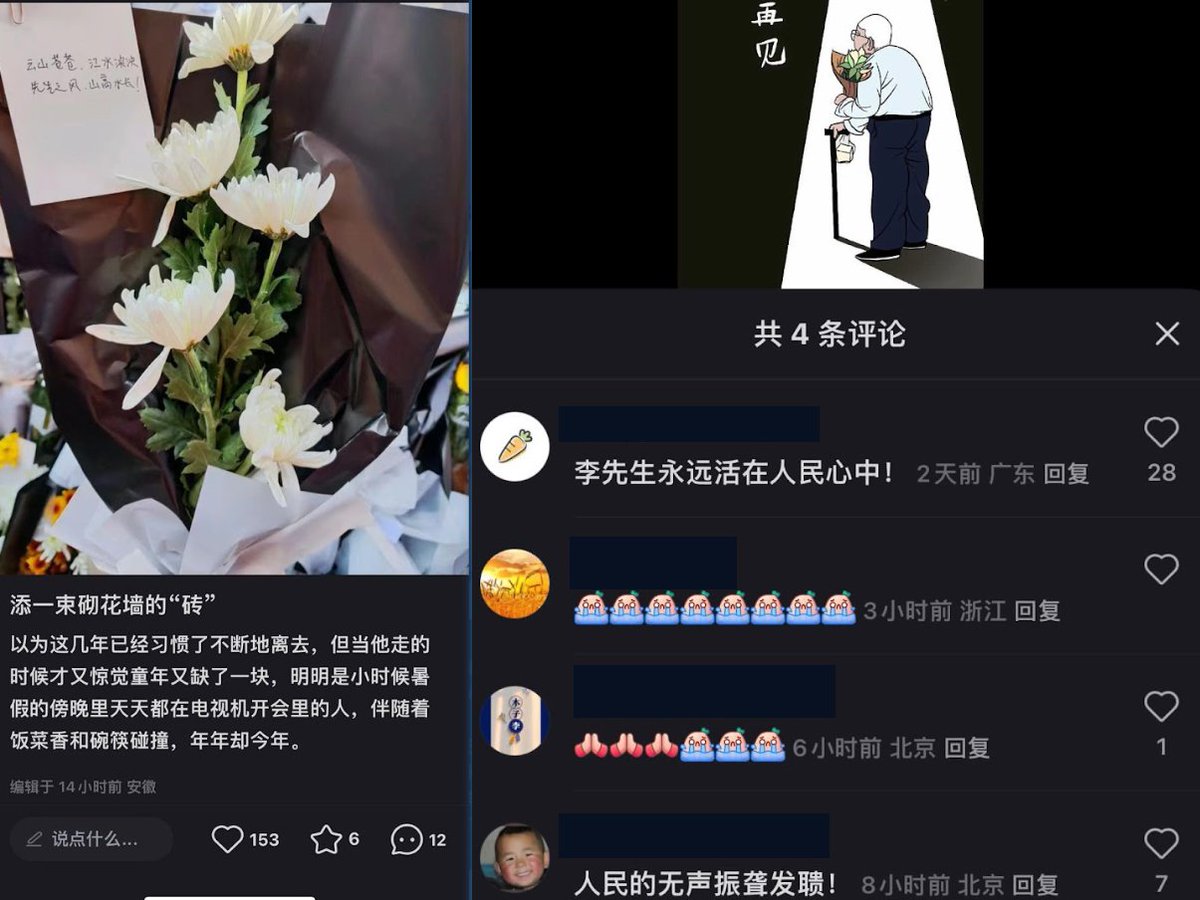 云山苍苍，江水泱泱
先生之风，山高水长！
添一束砌花墙的“砖”
以为这几年已经习惯了不断地离去，但当他走的
时候才又惊觉童年又缺了一块，明明是小时候暑
假的傍晚里天天都在电视机开会里的人，伴随着
饭菜香和碗筷碰撞，年年却今年。
编辑于 14小时前 安徽
说点什么...
153
6
12
再
见
共 4 条评论
李先生永远活在人民心中！ 2天前 广东 回复
28
3小时前 浙江 回复
木子李
6小时前 北京 回复
1
人民的无声振聋发聩！ 8小时前 北京 回复
7